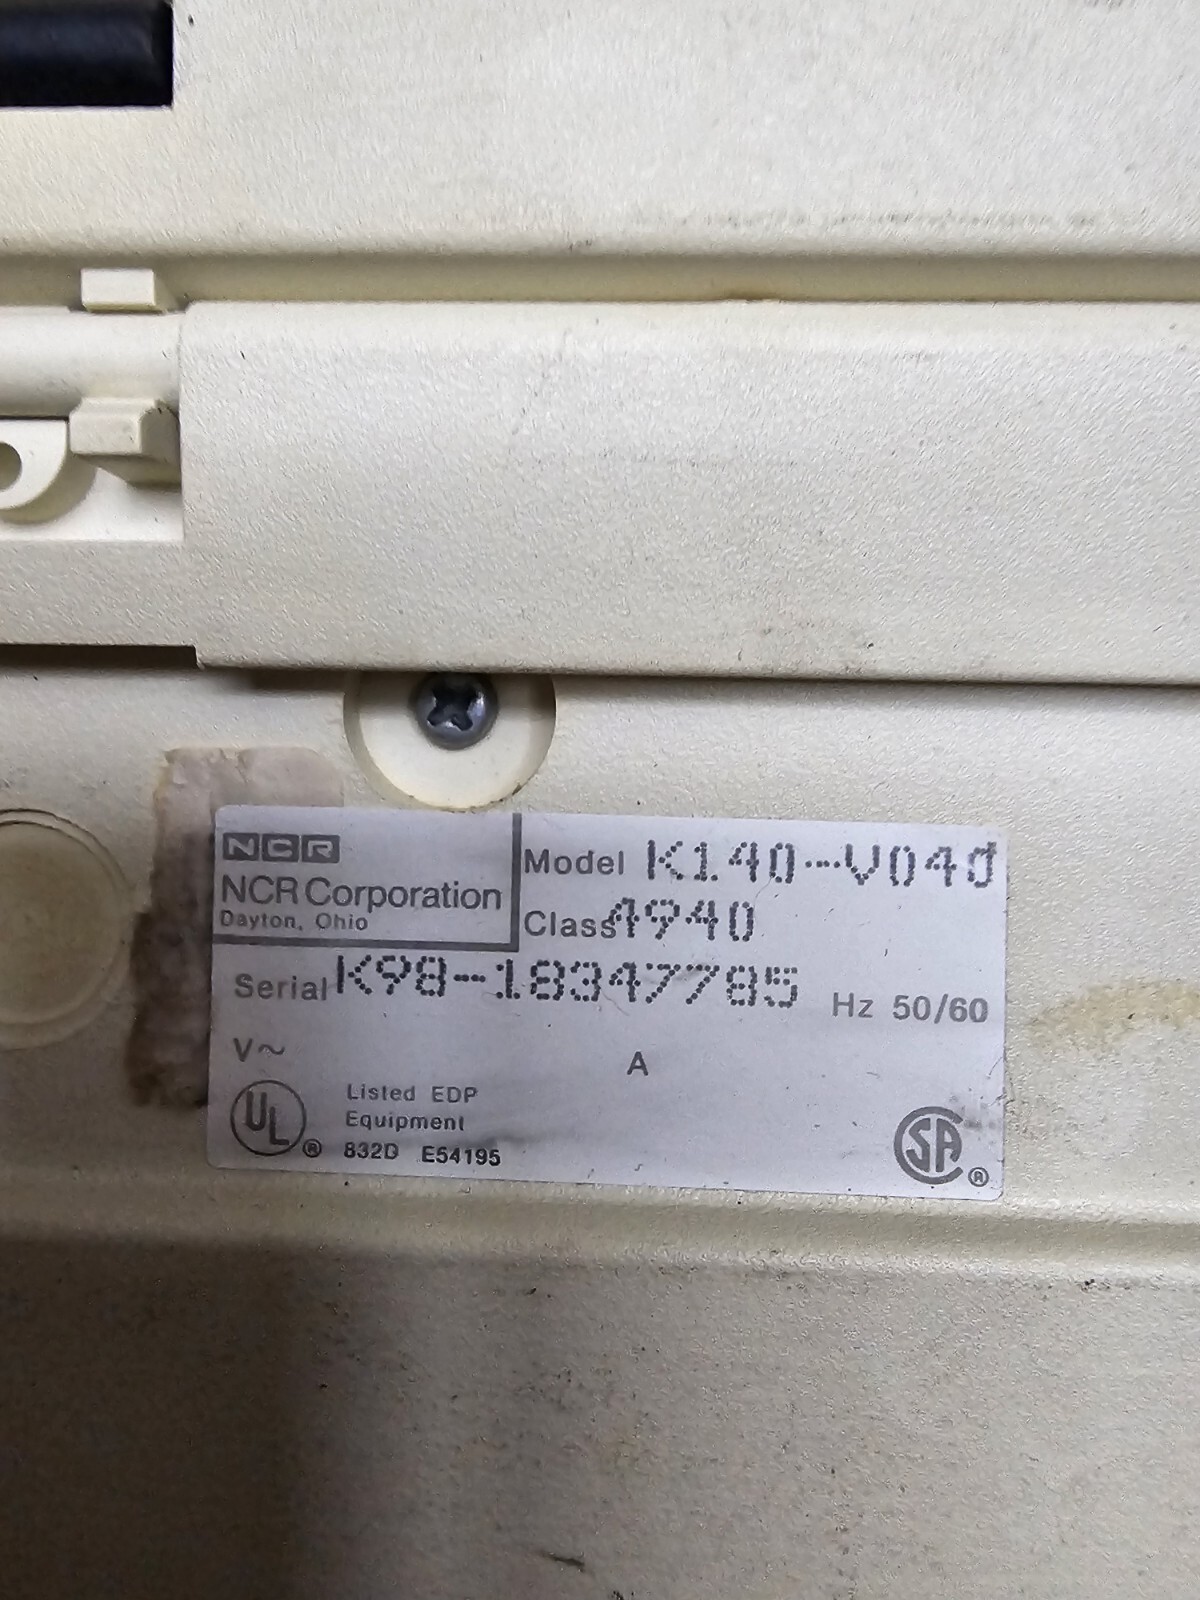 NCR
NCR Corporation
Dayton, Ohio
Model K140-V040
Class 4940
Serial K98-18347785
Hz 50/60
V~
A
UL ®
Listed EDP
Equipment
832D E54195
SA ®